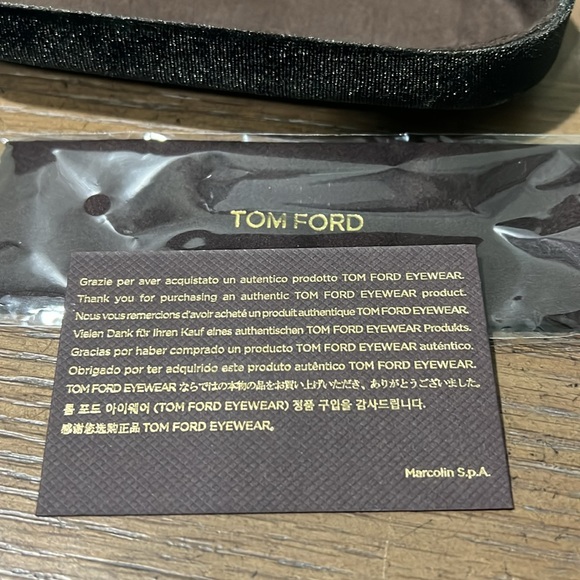 TOM FORD
Grazie per aver acquistato un autentico prodotto TOM FORD EYEWEAR.
Thank you for purchasing an authentic TOM FORD EYEWEAR product.
Nous vous remercions d'avoir acheté un produit authentique TOM FORD EYEWEAR.
Vielen Dank für Ihren Kauf eines authentischen TOM FORD EYEWEAR Produkts.
Gracias por haber comprado un producto TOM FORD EYEWEAR auténtico.
Obrigado por ter adquirido este produto autêntico TOM FORD EYEWEAR.
TOM FORD EYEWEAR ならではの本物の品をお買い上げいただき、ありがとうございました。
톰 포드 아이웨어 (TOM FORD EYEWEAR) 정품 구입을 감사드립니다.
感谢您选购正品 TOM FORD EYEWEAR。
Marcolin S.p.A.